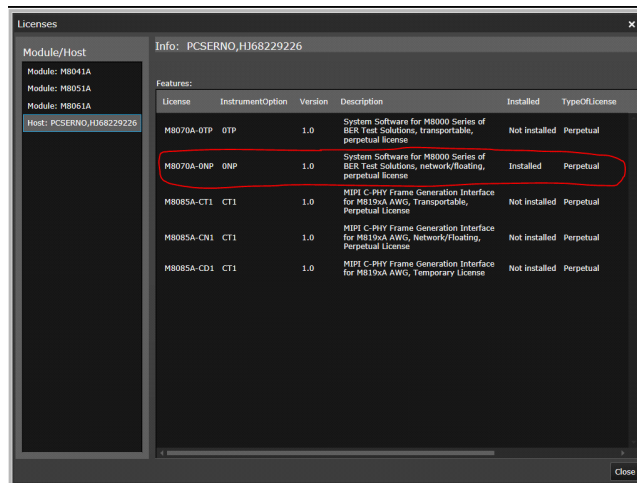 Licenses
Module/Host
Module: M8041A
Module: M8051A
Module: M8061A
Host: PCSERNO,HJ68229226
Info: PCSERNO,HJ68229226
Features:
License InstrumentOption Version Description Installed TypeOfLicense
M8070A-0TP 0TP 1.0 System Software for M8000 Series of
BER Test Solutions, transportable,
perpetual license Not installed Perpetual
M8070A-0NP 0NP 1.0 System Software for M8000 Series of
BER Test Solutions, network/floating,
perpetual license Installed Perpetual
M8085A-CT1 CT1 1.0 MIPI C-PHY Frame Generation Interface
for M819xA AWG, Transportable,
Perpetual License Not installed Perpetual
M8085A-CN1 CT1 1.0 MIPI C-PHY Frame Generation Interface
for M819xA AWG, Network/Floating,
Perpetual License Not installed Perpetual
M8085A-CD1 CT1 1.0 MIPI C-PHY Frame Generation Interface
for M819xA AWG, Temporary License Not installed Perpetual
Close